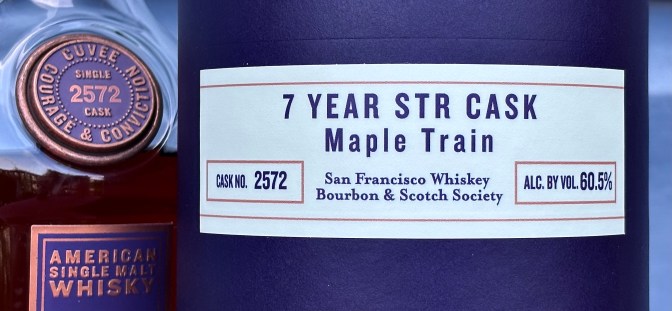 CUVEE
COURAGE & CONVICTION
SINGLE
2572
CASK
AMERICAN
SINGLE MALT
WHISKY
7 YEAR STR CASK
Maple Train
CASK NO. 2572
San Francisco Whiskey
Bourbon & Scotch Society
ALC. BY VOL. 60.5%